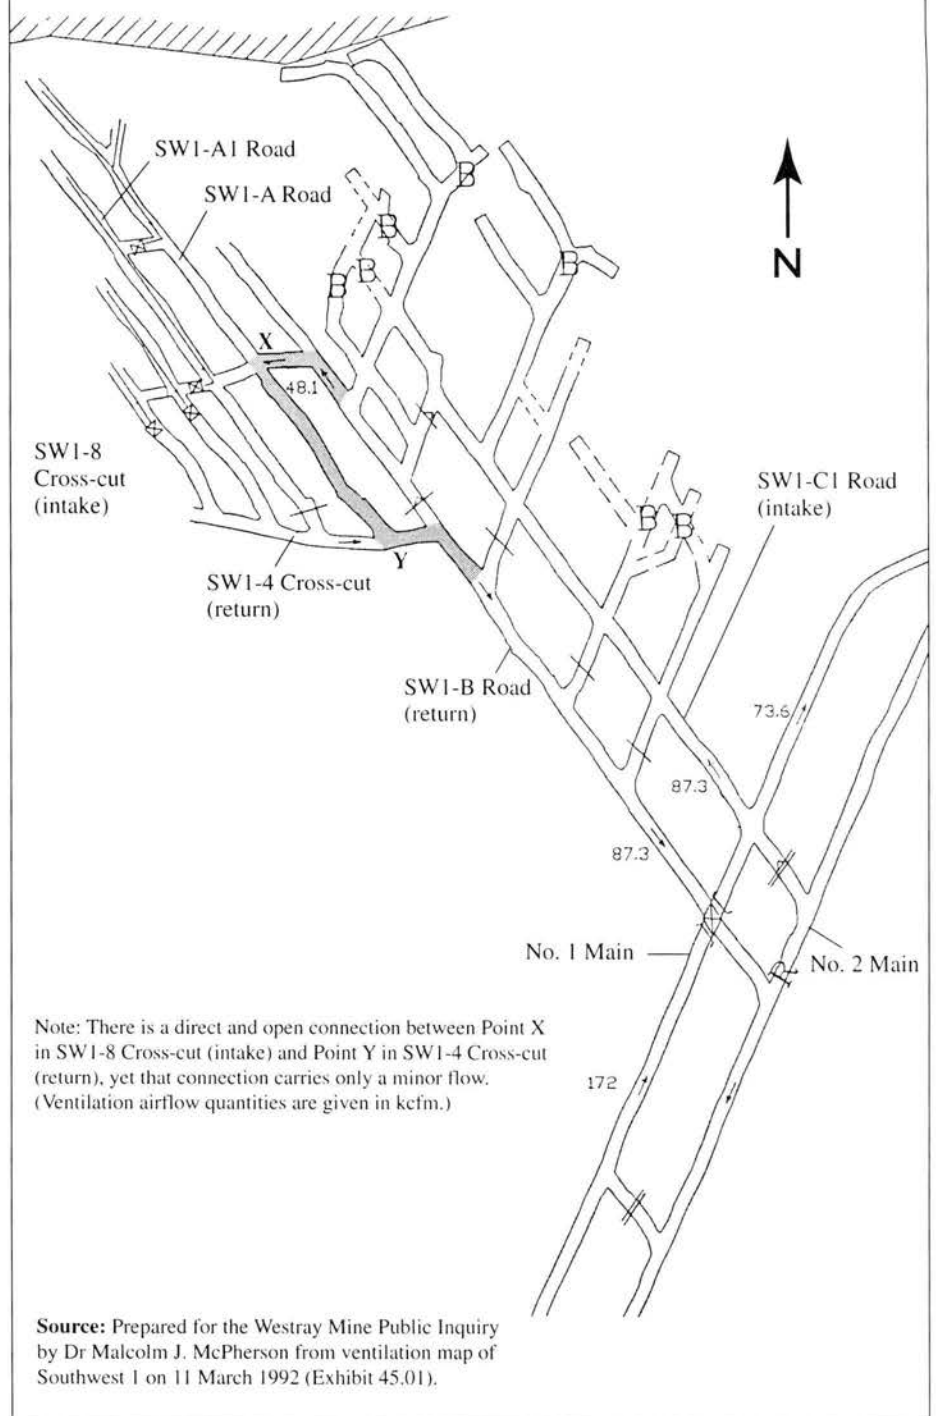 SW1-A1 Road
SW1-A Road
B
B
B
B
B
N
X
48.1
SW1-8
Cross-cut
(intake)
SW1-C1 Road
(intake)
B
B
Y
SW1-4 Cross-cut
(return)
SW1-B Road
(return)
73.6
87.3
87.3
R
No. 1 Main
No. 2 Main
Note: There is a direct and open connection between Point X
in SW1-8 Cross-cut (intake) and Point Y in SW1-4 Cross-cut
(return), yet that connection carries only a minor flow.
(Ventilation airflow quantities are given in kcfm.)
172
Source: Prepared for the Westray Mine Public Inquiry
by Dr Malcolm J. McPherson from ventilation map of
Southwest 1 on 11 March 1992 (Exhibit 45.01).